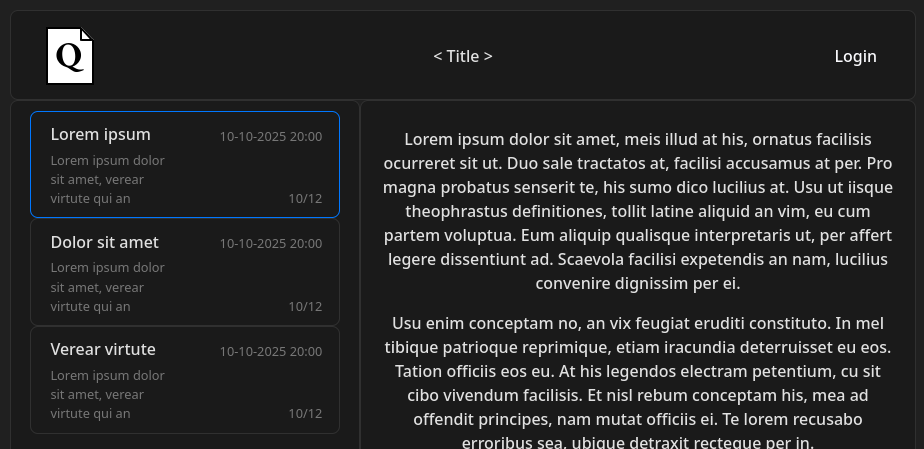 Q
< Title >
Login
Lorem ipsum
10-10-2025 20:00
Lorem ipsum dolor
sit amet, verear
virtute qui an
10/12
Dolor sit amet
10-10-2025 20:00
Lorem ipsum dolor
sit amet, verear
virtute qui an
10/12
Verear virtute
10-10-2025 20:00
Lorem ipsum dolor
sit amet, verear
virtute qui an
10/12
Lorem ipsum dolor sit amet, meis illud at his, ornatus facilisis
ocurreret sit ut. Duo sale tractatos at, facilisi accusamus at per. Pro
magna probatus senserit te, his sumo dico lucilius at. Usu ut iisque
theophrastus definitiones, tollit latine aliquid an vim, eu cum
partem voluptua. Eum aliquip qualisque interpretaris ut, per affert
legere dissentiunt ad. Scaevola facilisi expetendis an nam, lucilius
convenire dignissim per ei.
Usu enim conceptam no, an vix feugiat eruditi constituto. In mel
tibique patrioque reprimique, etiam iracundia deterruisset eu eos.
Tation officiis eos eu. At his legendos electram petentium, cu sit
cibo vivendum facilisis. Et nisl rebum conceptam his, mea ad
offendit principes, nam mutat officiis ei. Te lorem recusabo
erroribus sea, ubique detraxit recteque per in.